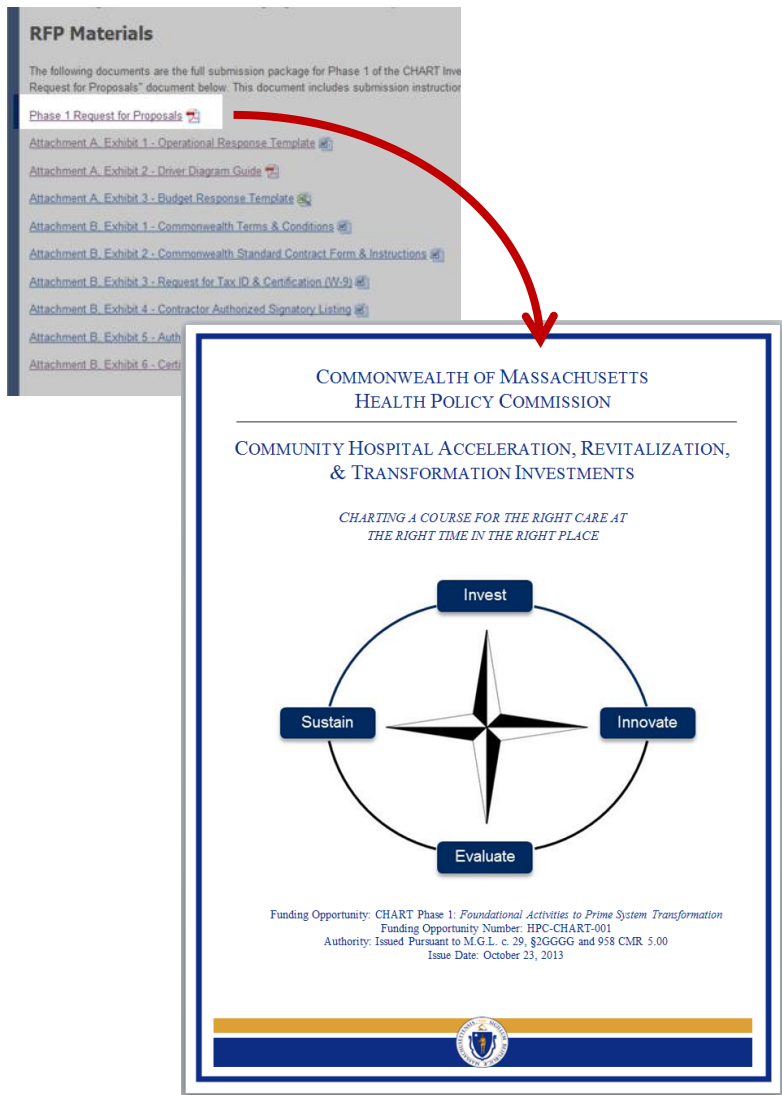 RFP Materials
The following documents are the full submission package for Phase 1 of the CHART Inve
Request for Proposals" document below. This document includes submission instruction
Phase 1 Request for Proposals
Attachment A, Exhibit 1 - Operational Response Template
Attachment A, Exhibit 2 - Driver Diagram Guide
Attachment A, Exhibit 3 - Budget Response Template
Attachment B, Exhibit 1 - Commonwealth Terms & Conditions
Attachment B, Exhibit 2 - Commonwealth Standard Contract Form & Instructions
Attachment B, Exhibit 3 - Request for Tax ID & Certification (W-9)
Attachment B, Exhibit 4 - Contractor Authorized Signatory Listing
Attachment B, Exhibit 5 - Auth
Attachment B, Exhibit 6 - Certi
COMMONWEALTH OF MASSACHUSETTS
HEALTH POLICY COMMISSION
COMMUNITY HOSPITAL ACCELERATION, REVITALIZATION,
& TRANSFORMATION INVESTMENTS
CHARTING A COURSE FOR THE RIGHT CARE AT
THE RIGHT TIME IN THE RIGHT PLACE
Invest
Sustain
Innovate
Evaluate
Funding Opportunity: CHART Phase 1: Foundational Activities to Prime System Transformation
Funding Opportunity Number: HPC-CHART-001
Authority: Issued Pursuant to M.G.L. c. 29, §2GGGG and 958 CMR 5.00
Issue Date: October 23, 2013